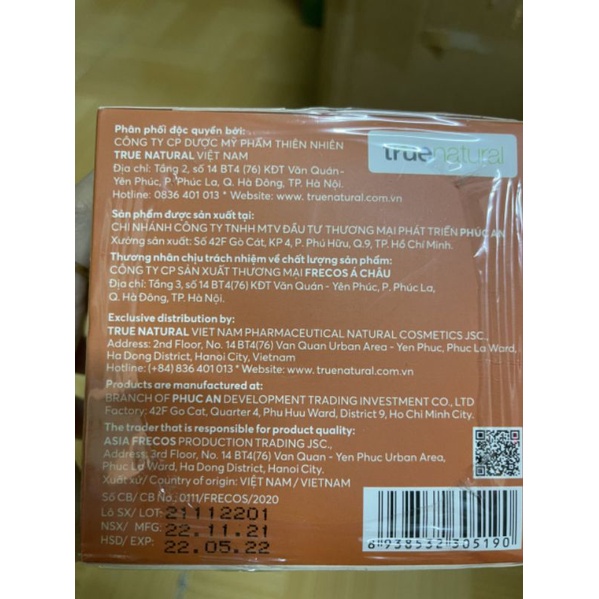 Phân phối độc quyền bởi:
CÔNG TY CP DƯỢC MỸ PHẨM THIÊN NHIÊN
TRUE NATURAL VIỆT NAM
truenatural
Địa chỉ: Tầng 2, số 14 BT4 (76) KĐT Văn Quán-
Yên Phúc, P. Phúc La, Q. Hà Đông, TP. Hà Nội.
Hotline: 0836 401 013 * Website: www.truenatural.com.vn
Sản phẩm được sản xuất tại:
CHI NHÁNH CÔNG TY TNHH MTV ĐẦU TƯ THƯƠNG MẠI PHÁT TRIỂN PHÚC AN
Xưởng sản xuất: Số 42F Gò Cát, KP 4, P. Phú Hữu, Q.9, TP. Hồ Chí Minh.
Thương nhân chịu trách nhiệm về chất lượng sản phẩm:
CÔNG TY CP SẢN XUẤT THƯƠNG MẠI FRECOS Á CHÂU
Địa chỉ: Tầng 3, số 14 BT4(76) KĐT Văn Quán - Yên Phúc, P. Phúc La,
Q. Hà Đông, TP. Hà Nội.
Exclusive distribution by:
TRUE NATURAL VIET NAM PHARMACEUTICAL NATURAL COSMETICS JSC.,
Address: 2nd Floor, No. 14 BT4(76) Van Quan Urban Area - Yen Phuc, Phuc La Ward,
Ha Dong District, Hanoi City, Vietnam
Hotline: (+84) 836 401 013 * Website: www.truenatural.com.vn
Products are manufactured at:
BRANCH OF PHUC AN DEVELOPMENT TRADING INVESTMENT CO., LTD
Factory: 42F Go Cat, Quarter 4, Phu Huu Ward, District 9, Ho Chi Minh City.
The trader that is responsible for product quality:
ASIA FRECOS PRODUCTION TRADING JSC.,
Address: 3rd Floor, No. 14 BT4(76) Van Quan - Yen Phuc Urban Area,
Phuc La Ward, Ha Dong District, Hanoi City.
Xuất xứ/ Country of origin: VIỆT NAM / VIETNAM
Số CB/ CB No.: 0111/FRECOS/2020
Lô SX/ LOT: 21112201
NSX/ MFG: 22.11.21
HSD/ EXP: 22.05.22
6 938532 305190